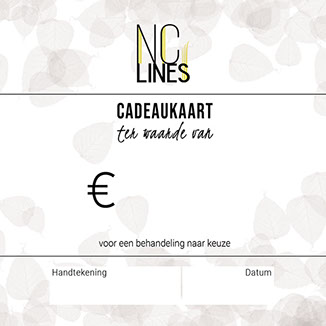 NC
LINES
CADEAUKAART
ter waarde van
€
voor een behandeling naar keuze
Handtekening Datum